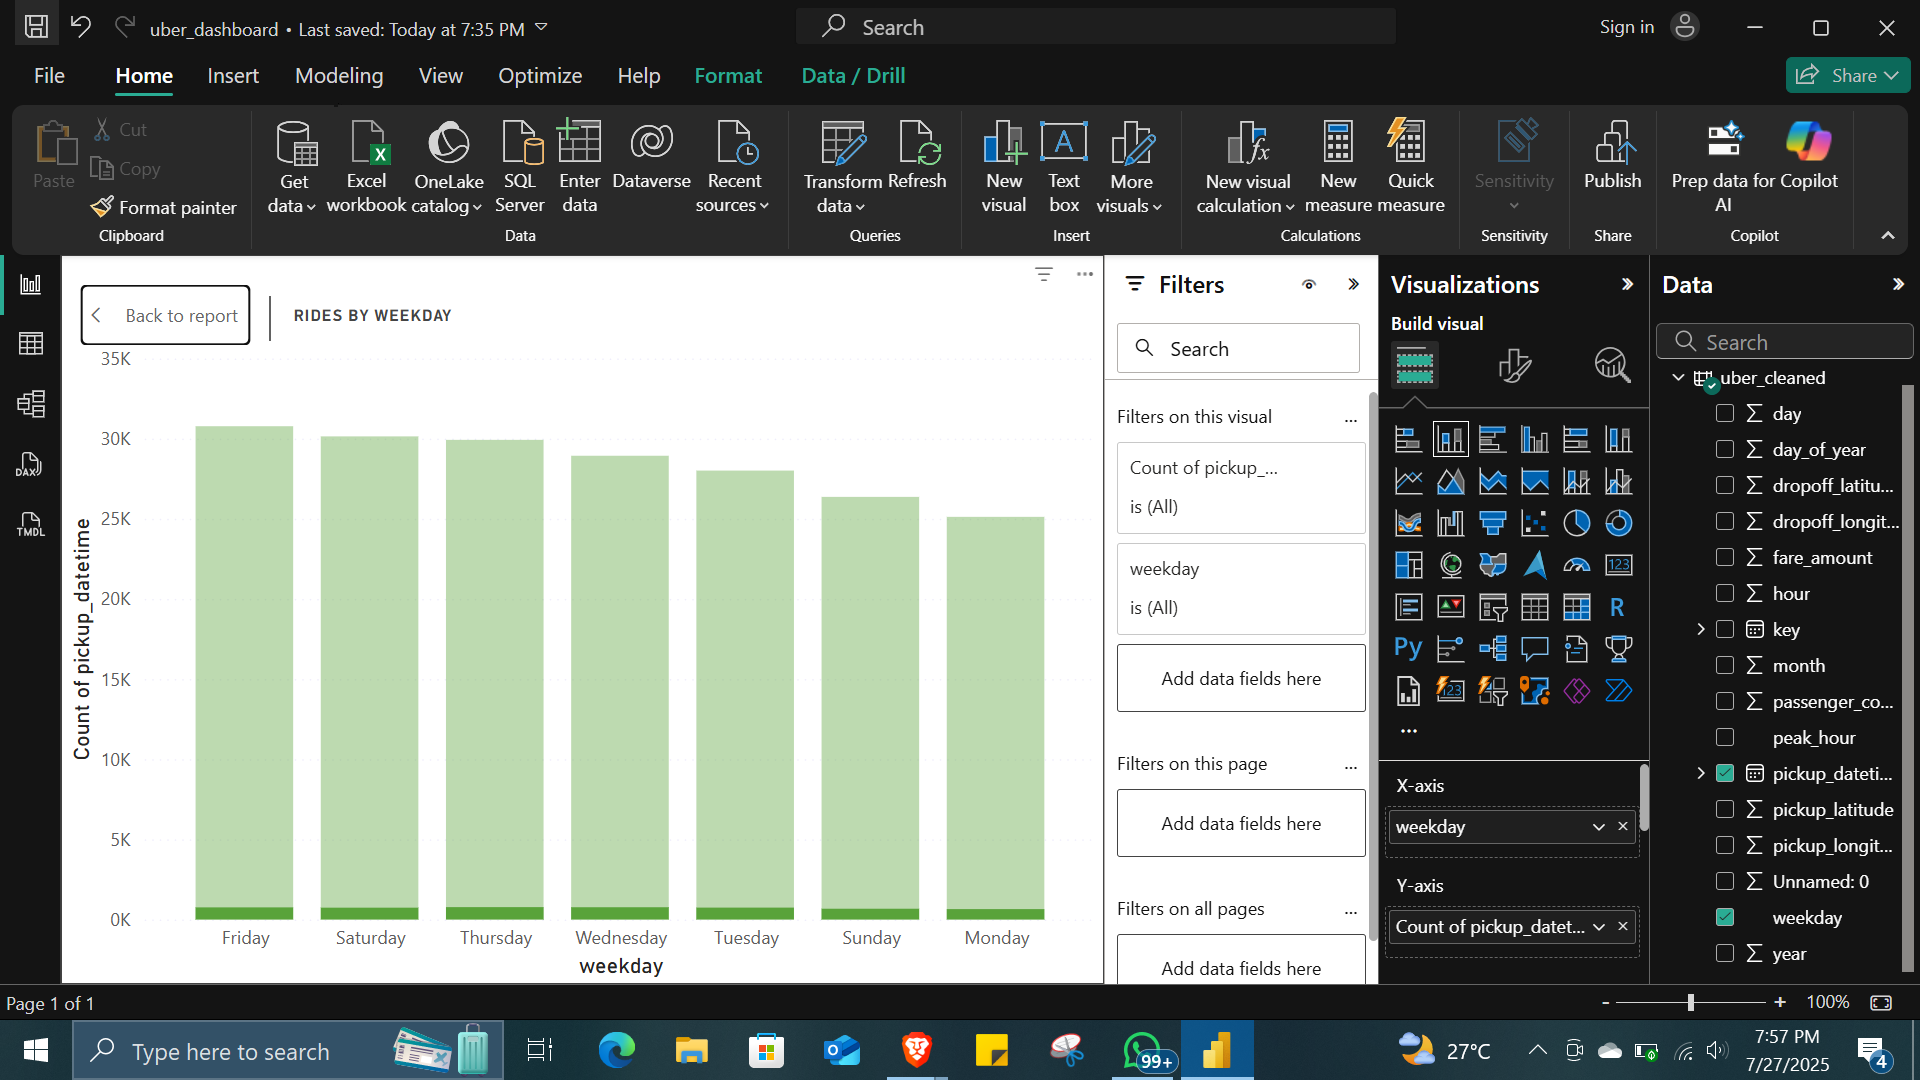 uber_dashboard • Last saved: Today at 7:35 PM
Search
Sign in
File
Home
Insert
Modeling
View
Optimize
Help
Format
Data / Drill
Share
Paste
Cut
Copy
Format painter
Clipboard
Get data
Excel workbook
OneLake catalog
SQL Server
Enter data
Dataverse
Recent sources
Data
Transform data
Refresh
Queries
New visual
Text box
More visuals
Insert
New visual calculation
New measure
Quick measure
Calculations
Sensitivity
Sensitivity
Publish
Share
Prep data for AI
Copilot
Copilot
DAX
TMDL
Back to report
RIDES BY WEEKDAY
35K
30K
25K
20K
15K
10K
5K
0K
Count of pickup_datetime
Friday
Saturday
Thursday
Wednesday
Tuesday
Sunday
Monday
weekday
Filters
Search
Filters on this visual
...
Count of pickup_...
is (All)
weekday
is (All)
Add data fields here
Filters on this page
...
Add data fields here
Filters on all pages
...
Add data fields here
Visualizations
Build visual
123
R
Py
123
...
X-axis
weekday
Y-axis
Count of pickup_datet...
Data
Search
uber_cleaned
day
day_of_year
dropoff_latitu...
dropoff_longit...
fare_amount
hour
key
month
passenger_co...
peak_hour
pickup_dateti...
pickup_latitude
pickup_longit...
Unnamed: 0
weekday
year
Page 1 of 1
- + 100%
Type here to search
99+
27°C
7:57 PM
7/27/2025
4